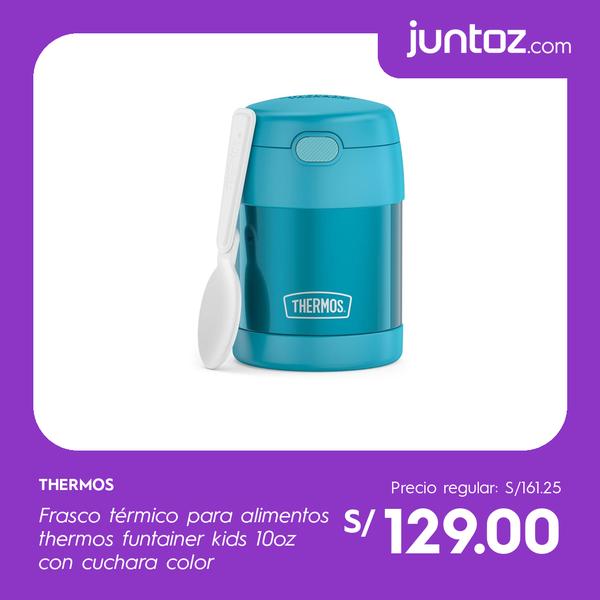 juntoz.com
THERMOS
THERMOS
Precio regular: S/161.25
Frasco térmico para alimentos
thermos funtainer kids 10oz
con cuchara color
S/129.00